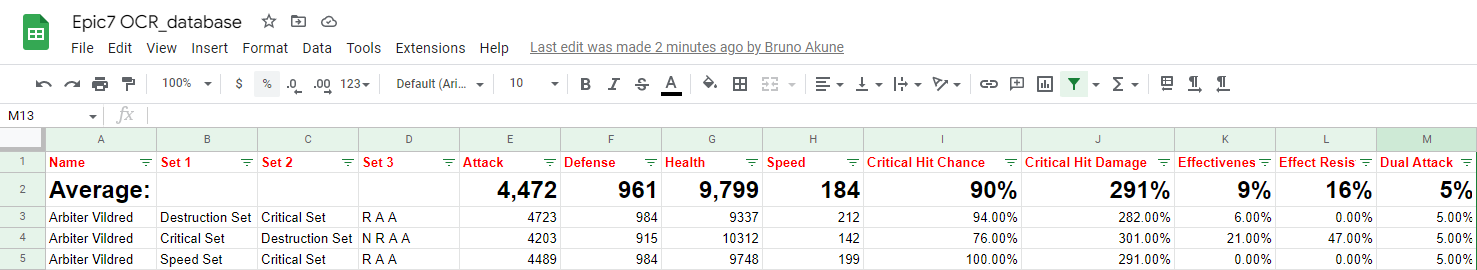 Epic7 OCR_database
File Edit View Insert Format Data Tools Extensions Help Last edit was made 2 minutes ago by Bruno Akune
100% $ % .0 .00 123 Default (Ari... 10 B I S A
M13 fx
A B C D E F G H I J K L M
1 Name Set 1 Set 2 Set 3 Attack Defense Health Speed Critical Hit Chance Critical Hit Damage Effectivenes Effect Resis Dual Attack
2 Average: 4,472 961 9,799 184 90% 291% 9% 16% 5%
3 Arbiter Vildred Destruction Set Critical Set R A A 4723 984 9337 212 94.00% 282.00% 6.00% 0.00% 5.00%
4 Arbiter Vildred Critical Set Destruction Set N R A A 4203 915 10312 142 76.00% 301.00% 21.00% 47.00% 5.00%
5 Arbiter Vildred Speed Set Critical Set R A A 4489 984 9748 199 100.00% 291.00% 0.00% 0.00% 5.00%